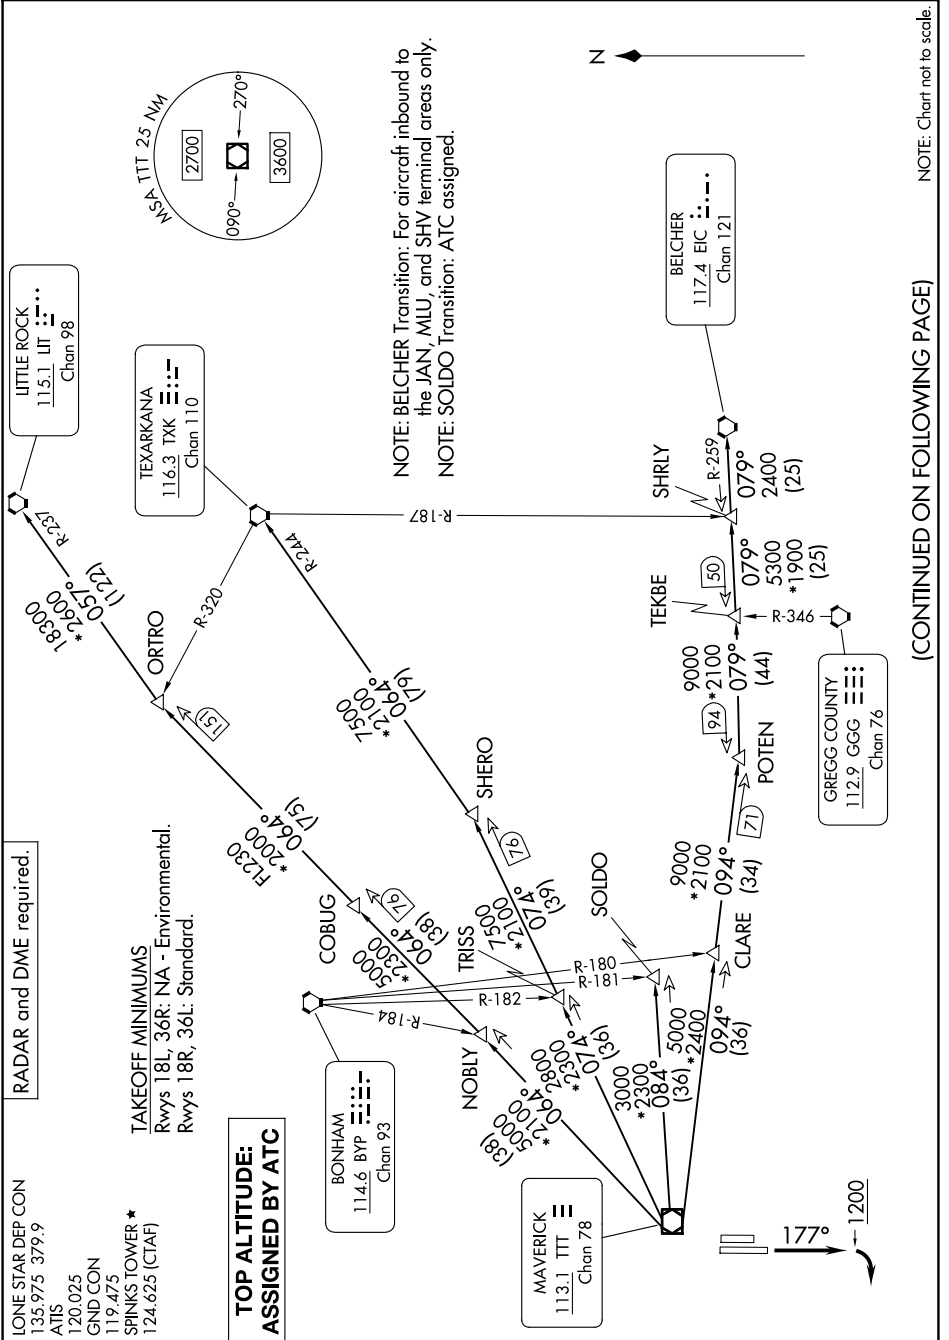 LONE STAR DEP CON
135.975 379.9
ATIS
120.025
GND CON
119.475
SPINKS TOWER ★
124.625 (CTAF)
RADAR and DME required.
TAKEOFF MINIMUMS
Rwys 18L, 36R: NA - Environmental.
Rwys 18R, 36L: Standard.
TOP ALTITUDE:
ASSIGNED BY ATC
LITTLE ROCK
115.1 LIT
Chan 98
MSA TTT 25 NM
2700
090°
270°
3600
TEXARKANA
116.3 TXK
Chan 110
R-237
18300
*2600
057°
(122)
ORTRO
R-320
151
FL230
*2000
064°
(75)
COBUG
76
5000
*2300
064°
(38)
R-244
7500
*2100
064°
(79)
SHERO
76
7500
*2100
074°
(39)
TRISS
R-187
NOTE: BELCHER Transition: For aircraft inbound to
the JAN, MLU, and SHV terminal areas only.
NOTE: SOLDO Transition: ATC assigned.
N
BONHAM
114.6 BYP
Chan 93
R-184
R-182
R-181
R-180
NOBLY
(38)
5000
*2100
064°
2800
*2300
074°
(36)
SOLDO
3000
*2300
084°
(36)
5000
*2400
094°
(36)
CLARE
9000
*2100
094°
(34)
71
POTEN
94
9000
*2100
079°
(44)
TEKBE
50
R-346
5300
*1900
079°
(25)
SHRLY
R-259
079°
2400
(25)
BELCHER
117.4 EIC
Chan 121
GREGG COUNTY
112.9 GGG
Chan 76
MAVERICK
113.1 TTT
Chan 78
177°
1200
(CONTINUED ON FOLLOWING PAGE)
NOTE: Chart not to scale.